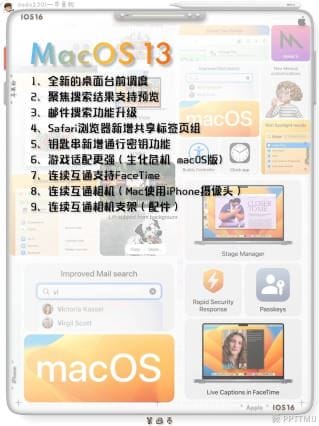 IOS16
MacOS 13
1、全新的桌面台前调度
2、聚焦搜索结果支持预览
3、邮件搜索功能升级
4、Safari浏览器新增共享标签页组
5、钥匙串新增通行密钥功能
6、游戏适配更强（生化危机 macOS版）
7、连续互通支持FaceTime
8、连续互通相机（Mac使用iPhone摄像头）
9、连续互通相机支架（配件）
Stage Manager
Improved Mail search
vi
Victoria Kasser
Virgil Scott
Rapid Security
Response
Passkeys
macOS
Live Captions in FaceTime
iPhone
Apple
IOS16
PPTTMU